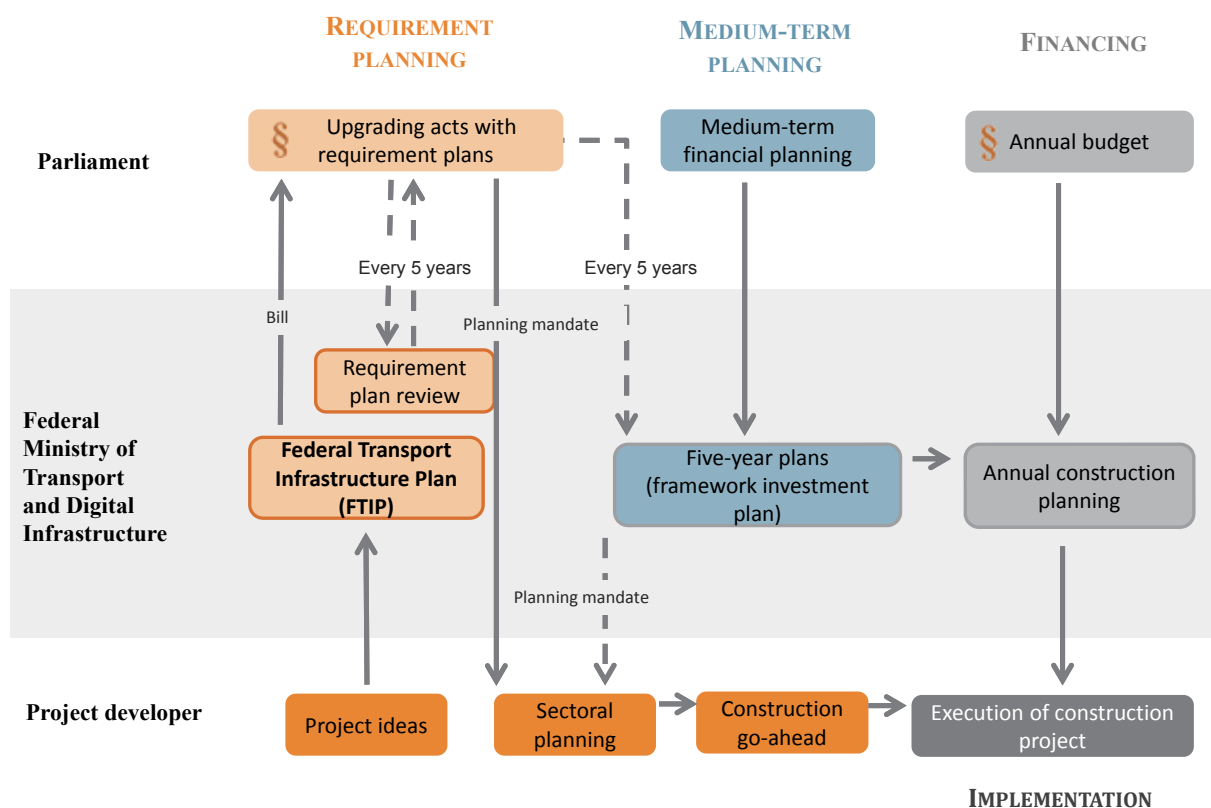 REQUIREMENT
PLANNING
MEDIUM-TERM
PLANNING
FINANCING
Parliament
§ Upgrading acts with
requirement plans
Medium-term
financial planning
§ Annual budget
Every 5 years
Every 5 years
Bill
Planning mandate
Federal
Ministry of
Transport
and Digital
Infrastructure
Requirement
plan review
Federal Transport
Infrastructure Plan
(FTIP)
Five-year plans
(framework investment
plan)
Annual construction
planning
Planning mandate
Project developer
Project ideas
Sectoral
planning
Construction
go-ahead
Execution of construction
project
IMPLEMENTATION